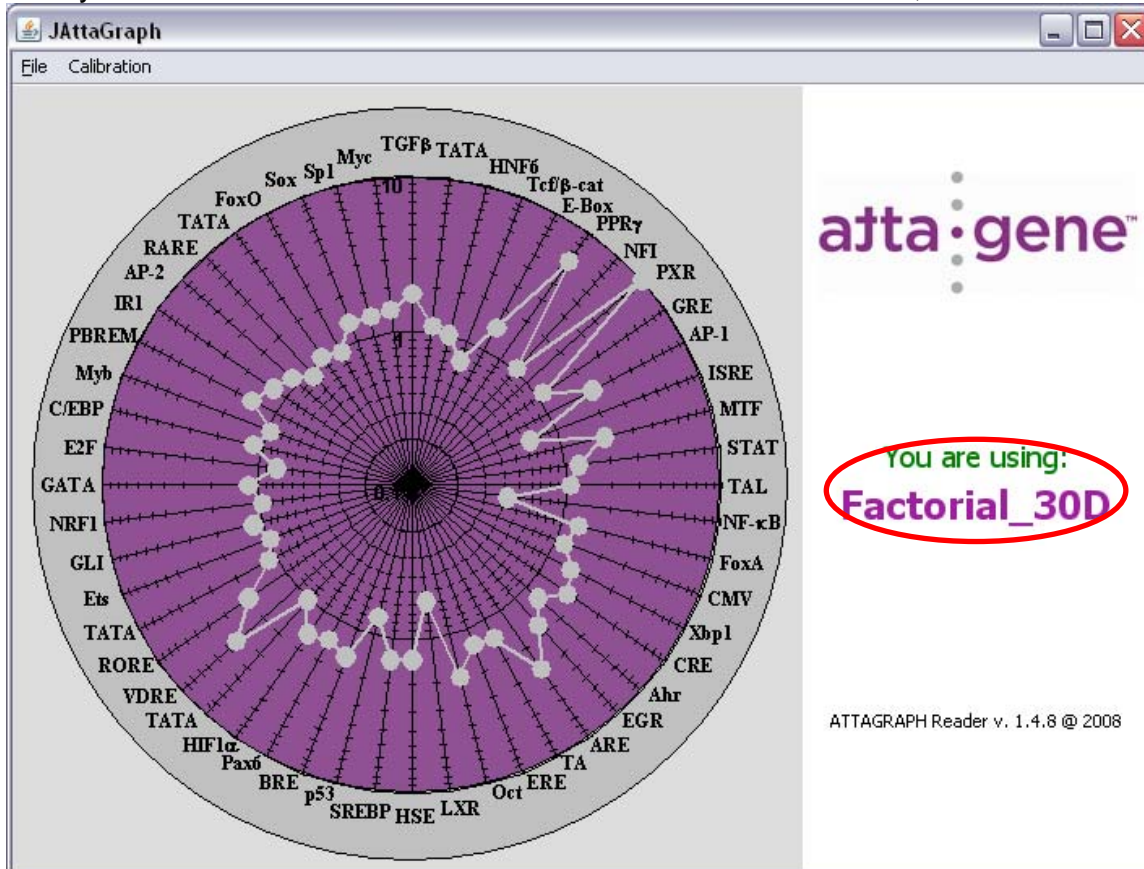 JAttaGraph
File Calibration
TGFβ
TATA
HNF6
Tcf/β-cat
E-Box
PPRγ
NFI
PXR
GRE
AP-1
ISRE
MTF
STAT
TAL
NF-κB
FoxA
CMV
Xbp1
CRE
Ahr
EGR
ARE
TA
ERE
Oct
LXR
HSE
SREBP
p53
BRE
Pax6
HIF1α
TATA
VDRE
RORE
TATA
Ets
GLI
NRF1
GATA
E2F
C/EBP
Myb
PBREM
IR1
AP-2
RARE
TATA
FoxO
Sox
Sp1
Myc
10
1
0
attagene™
You are using:
Factorial_30D
ATTAGRAPH Reader v. 1.4.8 @ 2008